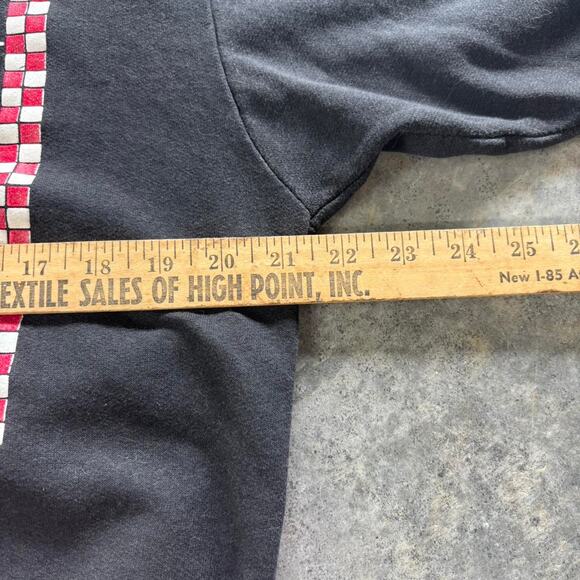 17 18 19 20 21 22 23 24 25
EXTILE SALES OF HIGH POINT, INC. New I-85 A